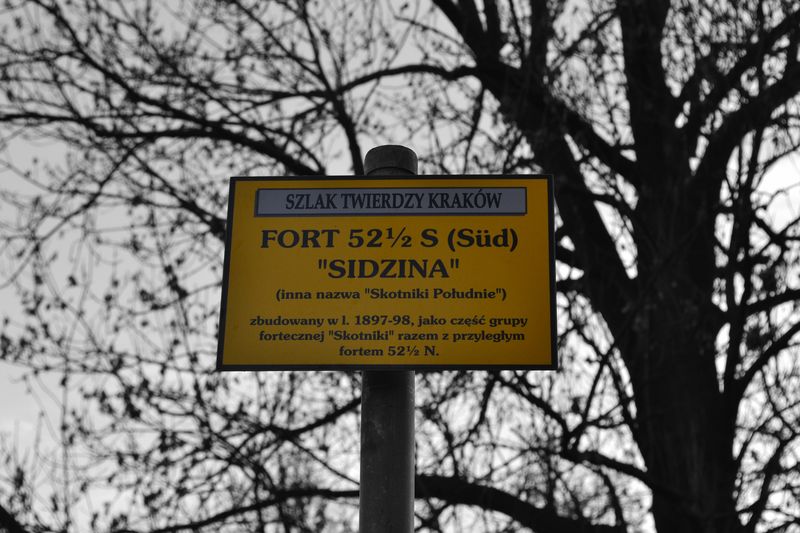 SZLAK TWIERDZY KRAKÓW
FORT 52½ S (Süd)
"SIDZINA"
(inna nazwa "Skotniki Południe")
zbudowany w l. 1897-98, jako część grupy
fortecznej "Skotniki" razem z przyległym
fortem 52½ N.